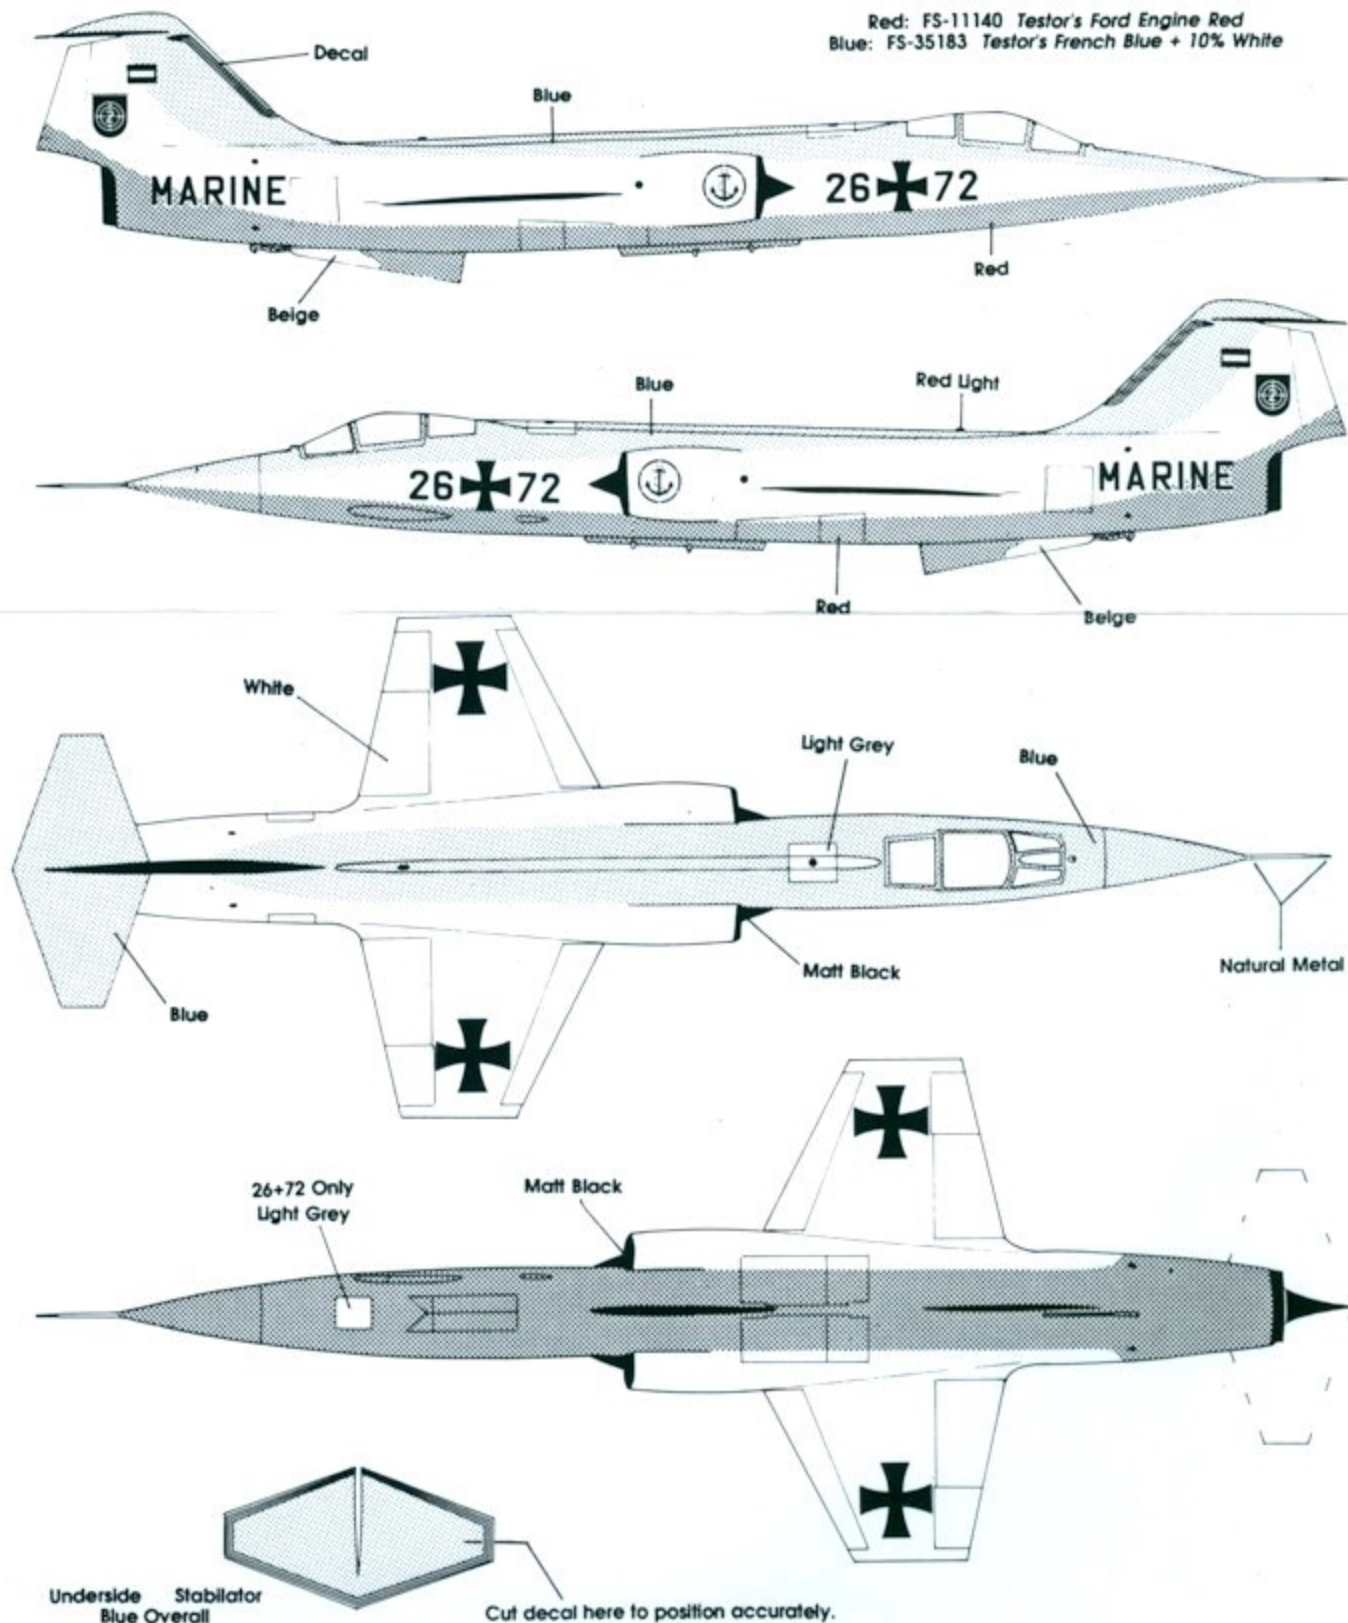 Red: FS-11140 Testor's Ford Engine Red
Blue: FS-35183 Testor's French Blue + 10% White
Decal
Blue
MARINE
26 72
Red
Beige
Blue
Red Light
26 72
MARINE
Red
Beige
White
Light Grey
Blue
Matt Black
Natural Metal
Blue
26+72 Only
Light Grey
Matt Black
Underside Stabilator
Blue Overall
Cut decal here to position accurately.